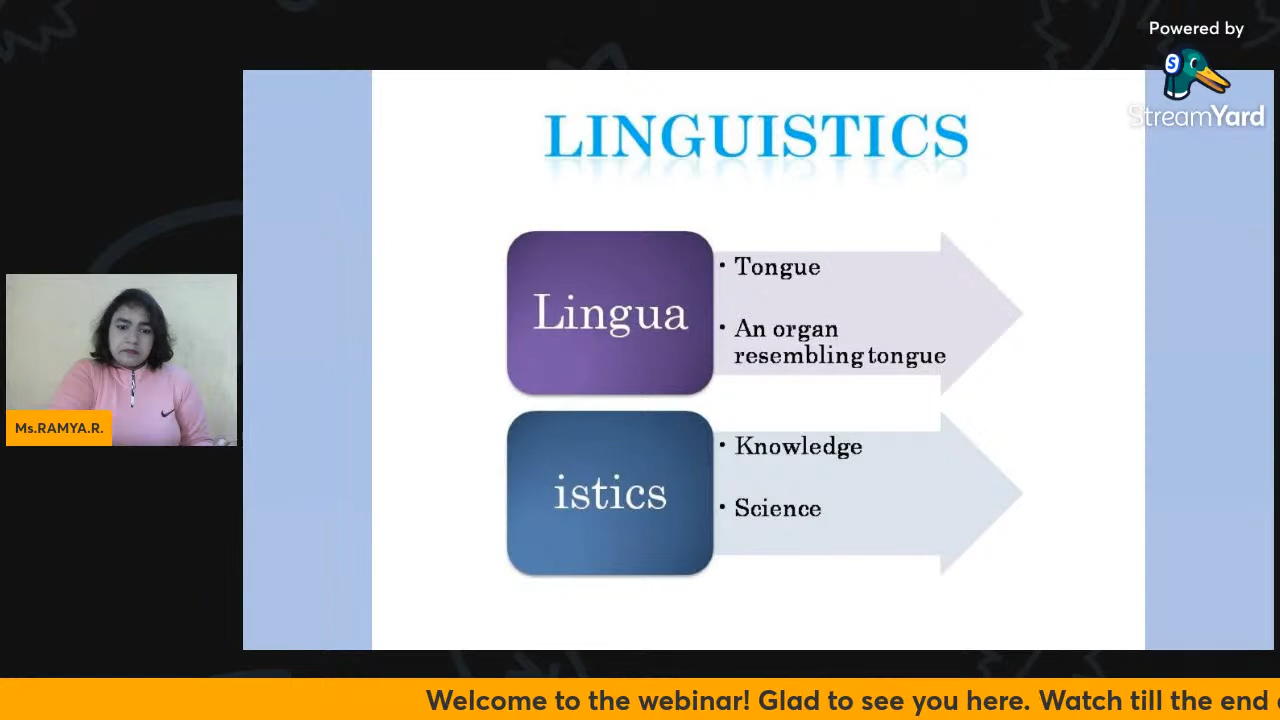 Powered by
StreamYard
LINGUISTICS
Lingua
• Tongue
• An organ
resembling tongue
istics
• Knowledge
• Science
Ms.RAMYA.R.
Welcome to the webinar! Glad to see you here. Watch till the end